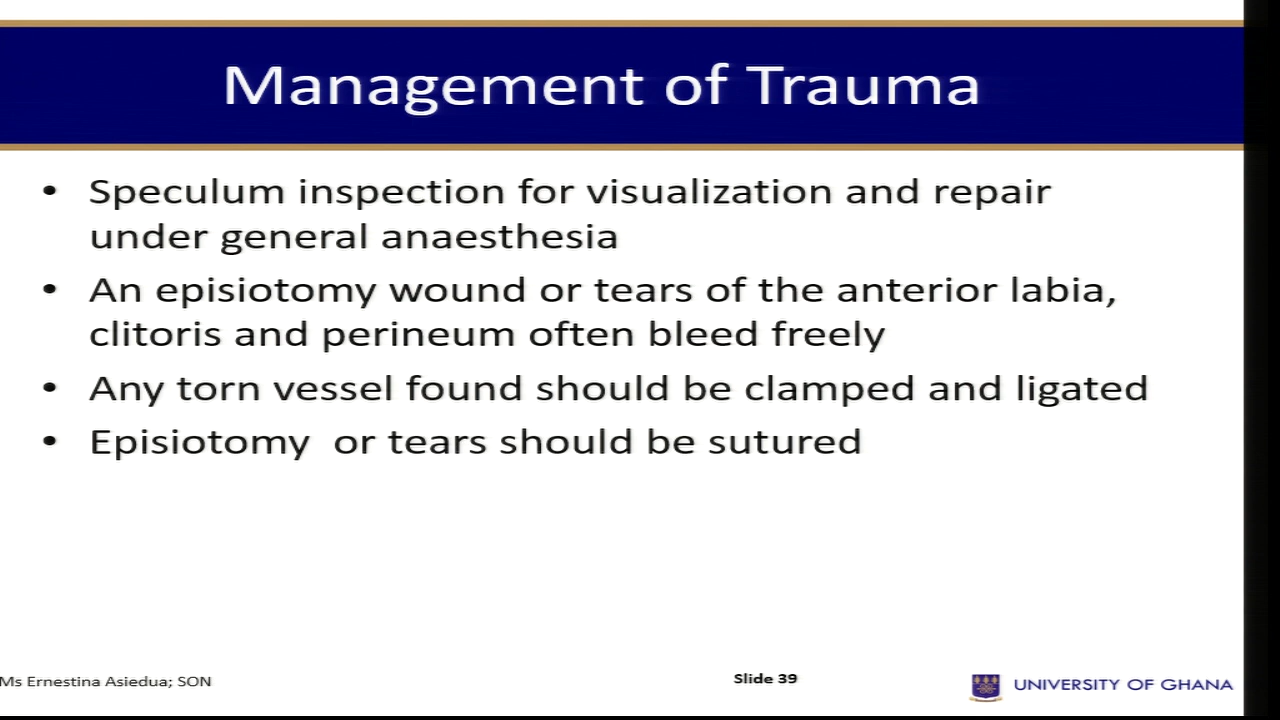 Management of Trauma
• Speculum inspection for visualization and repair
under general anaesthesia
• An episiotomy wound or tears of the anterior labia,
clitoris and perineum often bleed freely
• Any torn vessel found should be clamped and ligated
• Episiotomy  or tears should be sutured
Ms Ernestina Asiedua; SON
Slide 39
UNIVERSITY OF GHANA